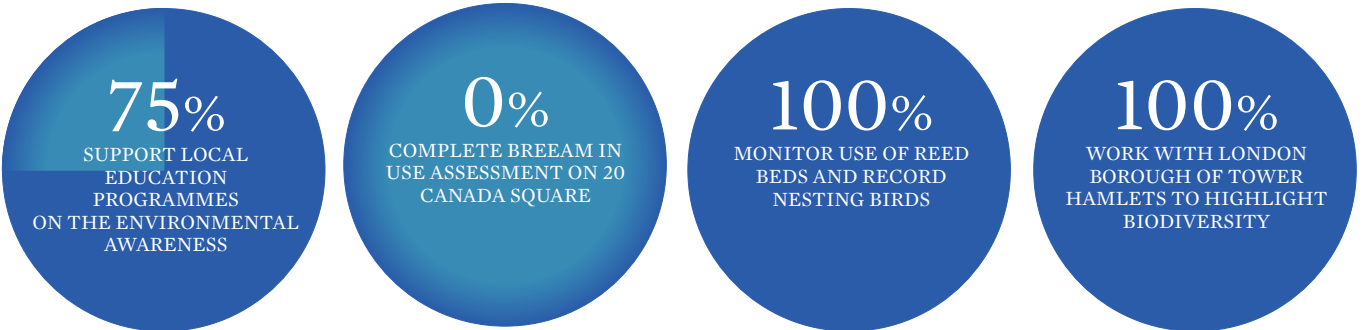 75%
SUPPORT LOCAL
EDUCATION
PROGRAMMES
ON THE ENVIRONMENTAL
AWARENESS
0%
COMPLETE BREEAM IN
USE ASSESSMENT ON 20
CANADA SQUARE
100%
MONITOR USE OF REED
BEDS AND RECORD
NESTING BIRDS
100%
WORK WITH LONDON
BOROUGH OF TOWER
HAMLETS TO HIGHLIGHT
BIODIVERSITY